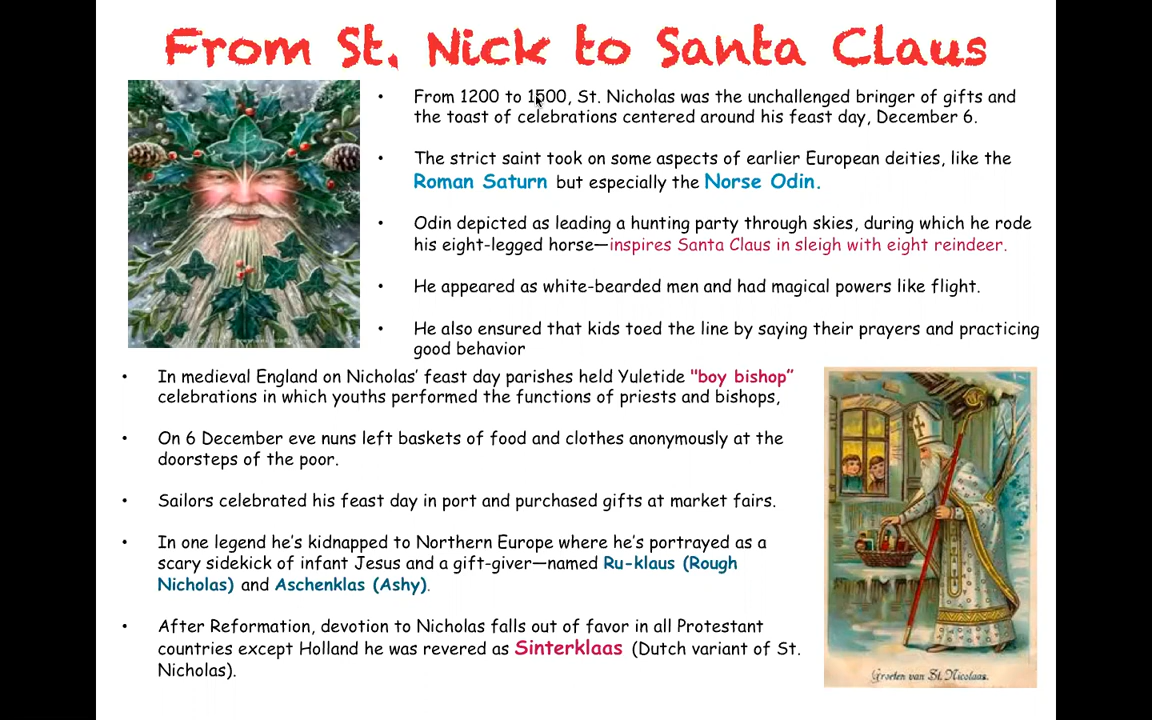 From St. Nick to Santa Claus
• From 1200 to 1500, St. Nicholas was the unchallenged bringer of gifts and
the toast of celebrations centered around his feast day, December 6.
• The strict saint took on some aspects of earlier European deities, like the
Roman Saturn but especially the Norse Odin.
• Odin depicted as leading a hunting party through skies, during which he rode
his eight-legged horse—inspires Santa Claus in sleigh with eight reindeer.
• He appeared as white-bearded men and had magical powers like flight.
• He also ensured that kids toed the line by saying their prayers and practicing
good behavior
• In medieval England on Nicholas’ feast day parishes held Yuletide "boy bishop”
celebrations in which youths performed the functions of priests and bishops,
• On 6 December eve nuns left baskets of food and clothes anonymously at the
doorsteps of the poor.
• Sailors celebrated his feast day in port and purchased gifts at market fairs.
• In one legend he’s kidnapped to Northern Europe where he’s portrayed as a
scary sidekick of infant Jesus and a gift-giver—named Ru-klaus (Rough
Nicholas) and Aschenklas (Ashy).
• After Reformation, devotion to Nicholas falls out of favor in all Protestant
countries except Holland he was revered as Sinterklaas (Dutch variant of St.
Nicholas).
Groeten van St. Nicolaas.